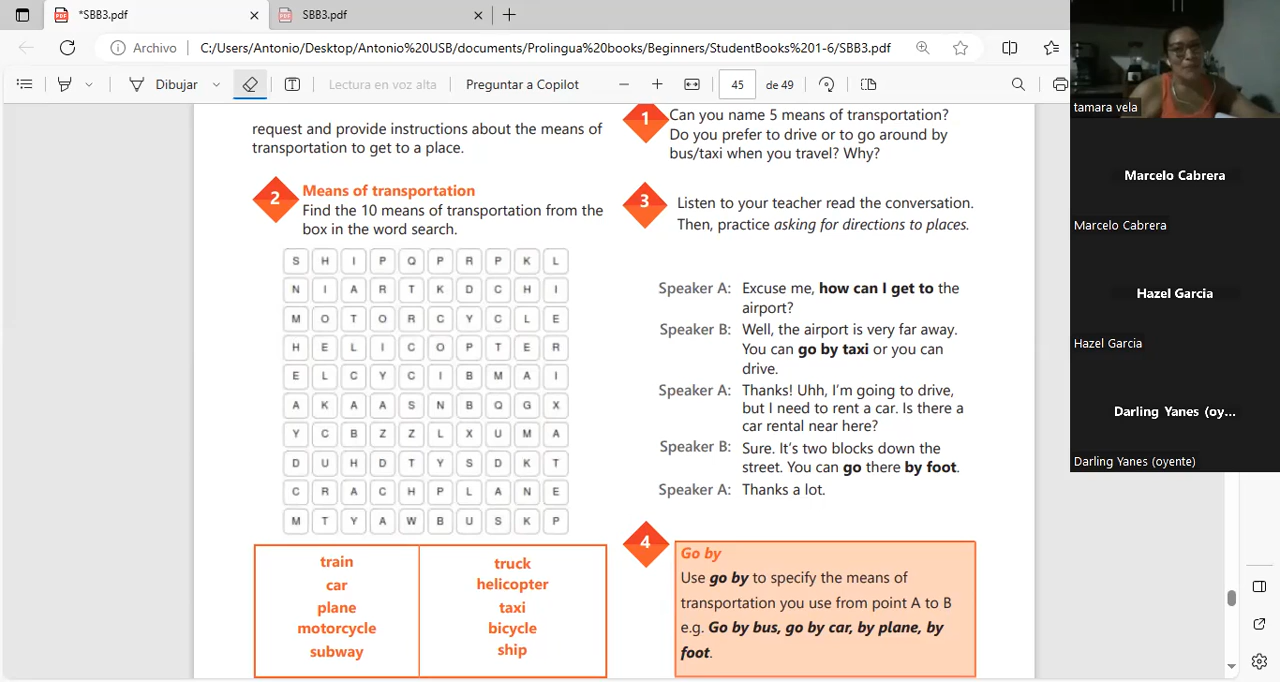 *SBB3.pdf
SBB3.pdf
Archivo
C:/Users/Antonio/Desktop/Antonio%20USB/documents/Prolingua%20books/Beginners/StudentBooks%201-6/SBB3.pdf
Dibujar
Lectura en voz alta
Preguntar a Copilot
45
de 49
request and provide instructions about the means of
transportation to get to a place.
2
Means of transportation
Find the 10 means of transportation from the
box in the word search.
S H I P Q P R P K L
N I A R T K D C H I
M O T O R C Y C L E
H E L I C O P T E R
E L C Y C I B M A I
A K A A S N B Q G X
Y C B Z Z L X U M A
D U H D T Y S D K T
C R A C H P L A N E
M T Y A W B U S K P
train
car
plane
motorcycle
subway
truck
helicopter
taxi
bicycle
ship
1
Can you name 5 means of transportation?
Do you prefer to drive or to go around by
bus/taxi when you travel? Why?
3
Listen to your teacher read the conversation.
Then, practice asking for directions to places.
Speaker A: Excuse me, how can I get to the
airport?
Speaker B: Well, the airport is very far away.
You can go by taxi or you can
drive.
Speaker A: Thanks! Uhh, I'm going to drive,
but I need to rent a car. Is there a
car rental near here?
Speaker B: Sure. It's two blocks down the
street. You can go there by foot.
Speaker A: Thanks a lot.
4
Go by
Use go by to specify the means of
transportation you use from point A to B
e.g. Go by bus, go by car, by plane, by
foot.
tamara vela
Marcelo Cabrera
Marcelo Cabrera
Hazel Garcia
Hazel Garcia
Darling Yanes (oy...
Darling Yanes (oyente)